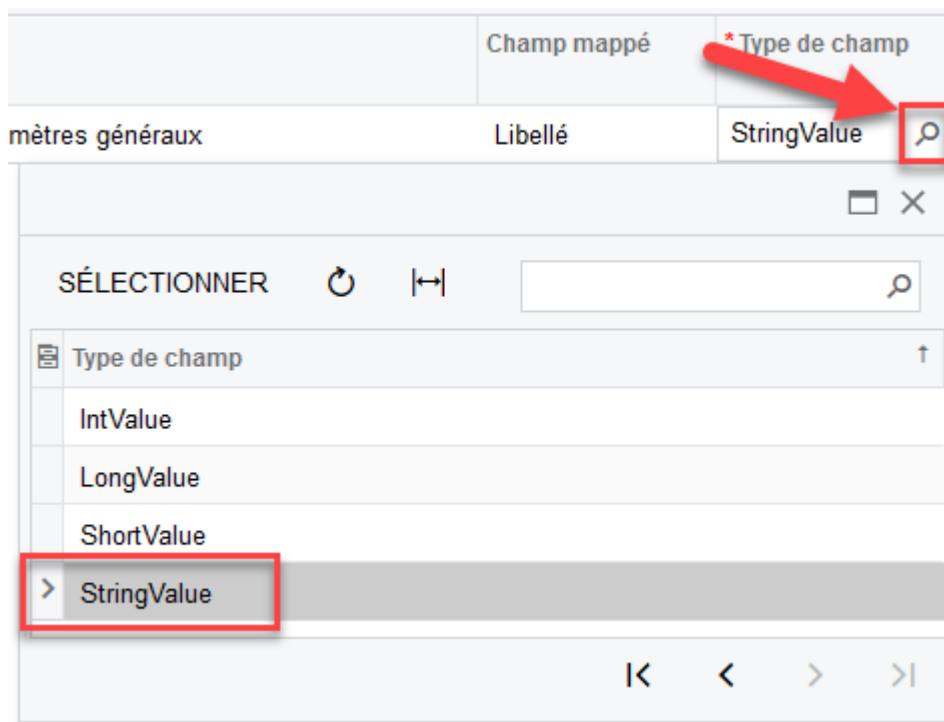 Champ mappé
* Type de champ
mètres généraux
Libellé
StringValue
SÉLECTIONNER
Type de champ
IntValue
LongValue
ShortValue
StringValue